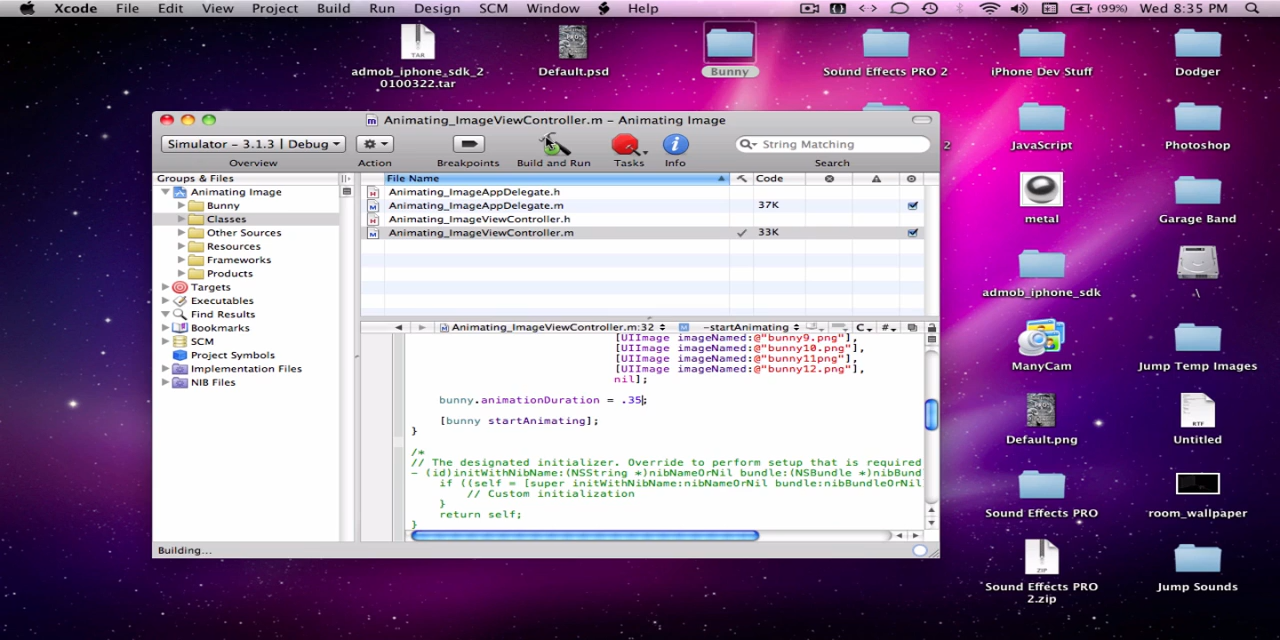 Xcode File Edit View Project Build Run Design SCM Window Help (99%) Wed 8:35 PM
admob_iphone_sdk_2
0100322.tar
TAR
Default.psd
Bunny
Sound Effects PRO 2
iPhone Dev Stuff
Dodger
Animating_ImageViewController.m - Animating Image
Simulator - 3.1.3 | Debug
String Matching
Overview Action Breakpoints Build and Run Tasks Info Search
2
JavaScript
Photoshop
Groups & Files
Animating Image
Bunny
Classes
Other Sources
Resources
Frameworks
Products
Targets
Executables
Find Results
Bookmarks
SCM
Project Symbols
Implementation Files
NIB Files
File Name Code
Animating_ImageAppDelegate.h
Animating_ImageAppDelegate.m 37K
Animating_ImageViewController.h
Animating_ImageViewController.m 33K
Animating_ImageViewController.m:32 -startAnimating C #
[UIImage imageNamed:@"bunny9.png"],
[UIImage imageNamed:@"bunny10.png"],
[UIImage imageNamed:@"bunny11png"],
[UIImage imageNamed:@"bunny12.png"],
nil];
bunny.animationDuration = .35;
[bunny startAnimating];
}
/*
// The designated initializer. Override to perform setup that is required
- (id)initWithNibName:(NSString *)nibNameOrNil bundle:(NSBundle *)nibBund
if ((self = [super initWithNibName:nibNameOrNil bundle:nibBundleOrNil
// Custom initialization
}
return self;
}
Building...
metal
Garage Band
admob_iphone_sdk
.\
ManyCam
Jump Temp Images
Default.png
RTF
Untitled
Sound Effects PRO
room_wallpaper
ZIP
Sound Effects PRO
2.zip
Jump Sounds